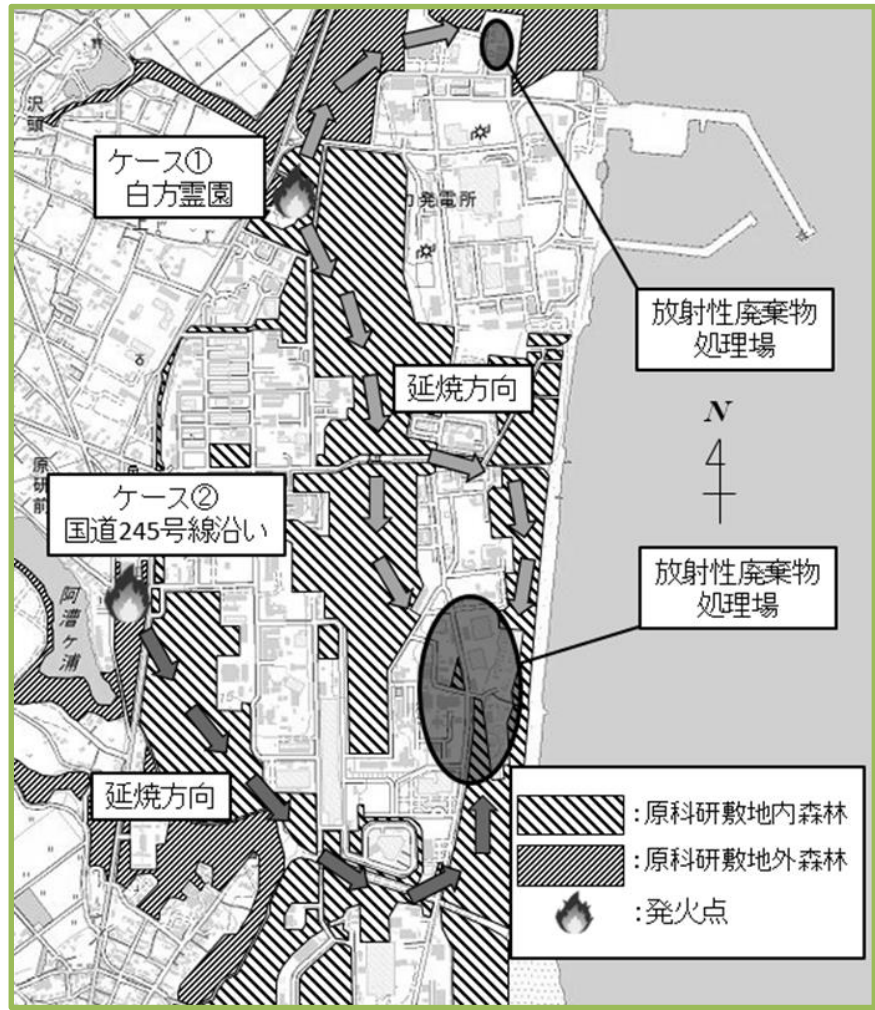 沢頭
ケース①
白方霊園
力発電所
放射性廃棄物
処理場
延焼方向
N
原研前
ケース②
国道245号線沿い
放射性廃棄物
処理場
阿漕ヶ浦
15
延焼方向
:原科研敷地内森林
:原科研敷地外森林
:発火点